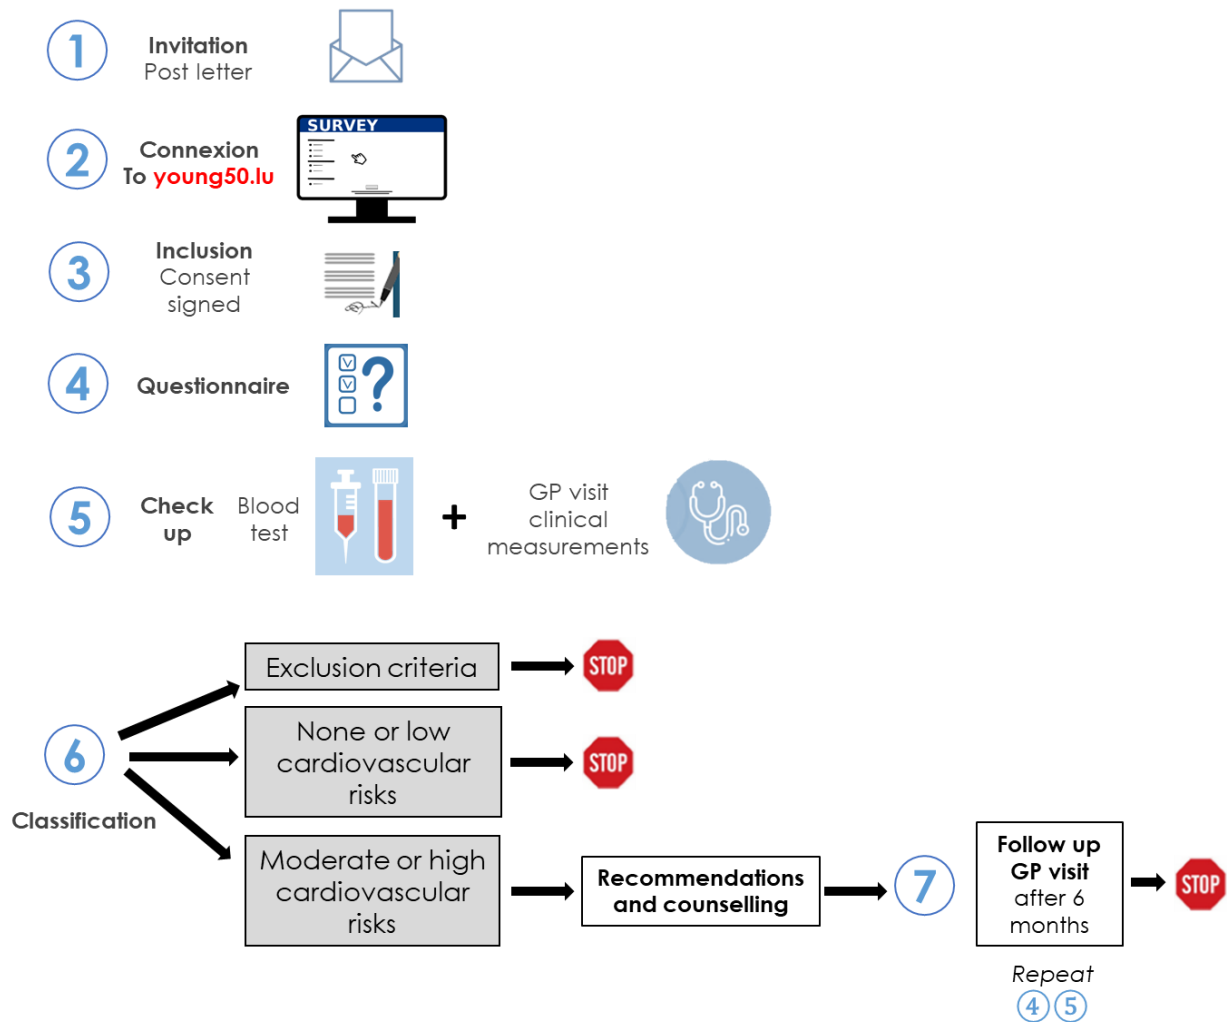 1
Invitation
Post letter
2
Connexion
To young50.lu
SURVEY
3
Inclusion
Consent
signed
4
Questionnaire
?
5
Check
up
Blood
test
+
GP visit
clinical
measurements
6
Classification
Exclusion criteria
STOP
None or low
cardiovascular
risks
STOP
Moderate or high
cardiovascular
risks
Recommendations
and counselling
7
Follow up
GP visit
after 6
months
STOP
Repeat
4 5